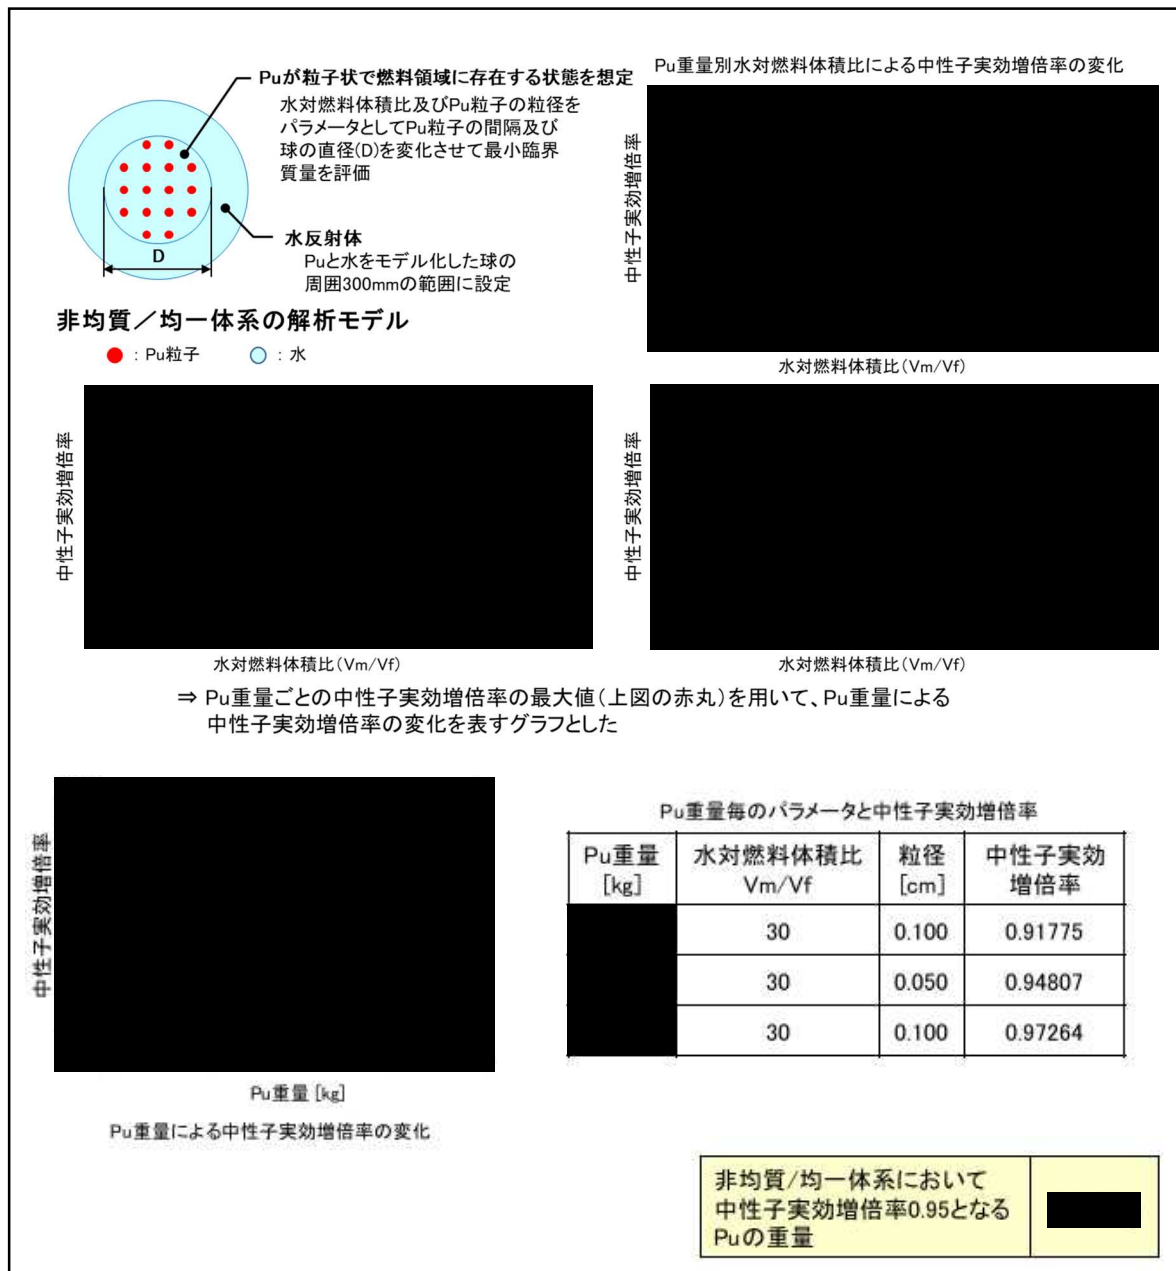 Puが粒子状で燃料領域に存在する状態を想定
水対燃料体積比及びPu粒子の粒径を
パラメータとしてPu粒子の間隔及び
球の直径(D)を変化させて最小臨界
質量を評価
D
水反射体
Puと水をモデル化した球の
周囲300mmの範囲に設定
非均質／均一体系の解析モデル
：Pu粒子 ：水
Pu重量別水対燃料体積比による中性子実効増倍率の変化
中性子実効増倍率
水対燃料体積比(Vm/Vf)
中性子実効増倍率
水対燃料体積比(Vm/Vf)
中性子実効増倍率
水対燃料体積比(Vm/Vf)
⇒ Pu重量ごとの中性子実効増倍率の最大値(上図の赤丸)を用いて、Pu重量による
中性子実効増倍率の変化を表すグラフとした
中性子実効増倍率
Pu重量 [kg]
Pu重量による中性子実効増倍率の変化
Pu重量毎のパラメータと中性子実効増倍率
Pu重量 水対燃料体積比 粒径 中性子実効
[kg] Vm/Vf [cm] 増倍率
30 0.100 0.91775
30 0.050 0.94807
30 0.100 0.97264
非均質/均一体系において
中性子実効増倍率0.95となる
Puの重量